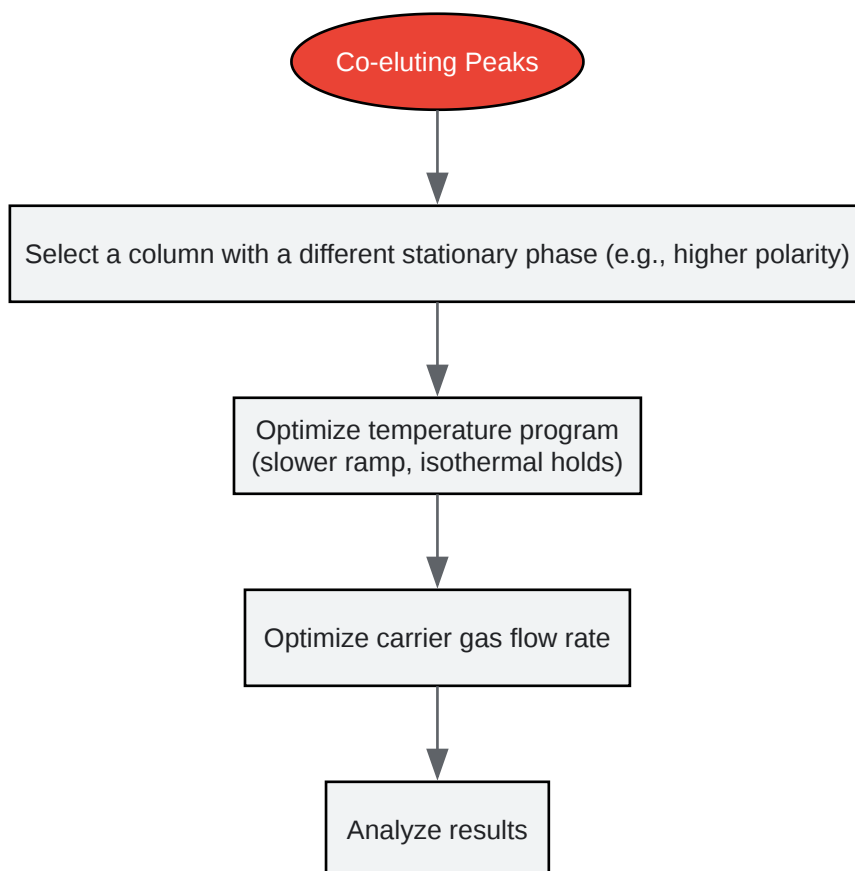 Co-eluting Peaks
Select a column with a different stationary phase (e.g., higher polarity)
Optimize temperature program
(slower ramp, isothermal holds)
Optimize carrier gas flow rate
Analyze results